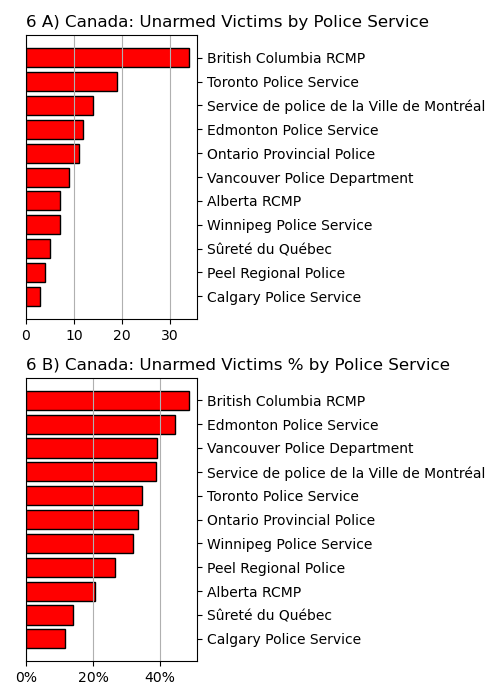 6 A) Canada: Unarmed Victims by Police Service
British Columbia RCMP
Toronto Police Service
Service de police de la Ville de Montréal
Edmonton Police Service
Ontario Provincial Police
Vancouver Police Department
Alberta RCMP
Winnipeg Police Service
Sûreté du Québec
Peel Regional Police
Calgary Police Service
0 10 20 30
6 B) Canada: Unarmed Victims % by Police Service
British Columbia RCMP
Edmonton Police Service
Vancouver Police Department
Service de police de la Ville de Montréal
Toronto Police Service
Ontario Provincial Police
Winnipeg Police Service
Peel Regional Police
Alberta RCMP
Sûreté du Québec
Calgary Police Service
0% 20% 40%